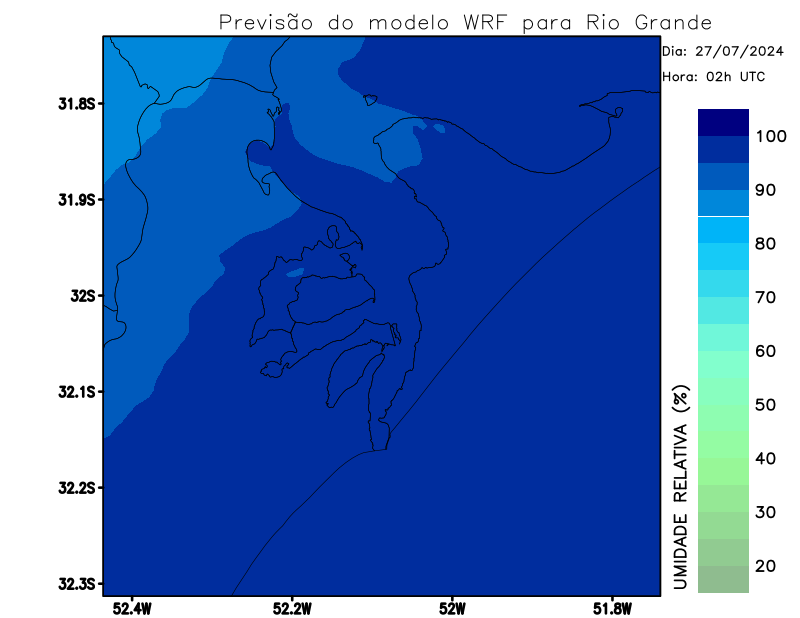 Previsão do modelo WRF para Rio Grande
Dia: 27/07/2024
Hora: 02h UTC
31.8S
31.9S
32S
32.1S
32.2S
32.3S
52.4W
52.2W
52W
51.8W
UMIDADE RELATIVA (%)
100
90
80
70
60
50
40
30
20